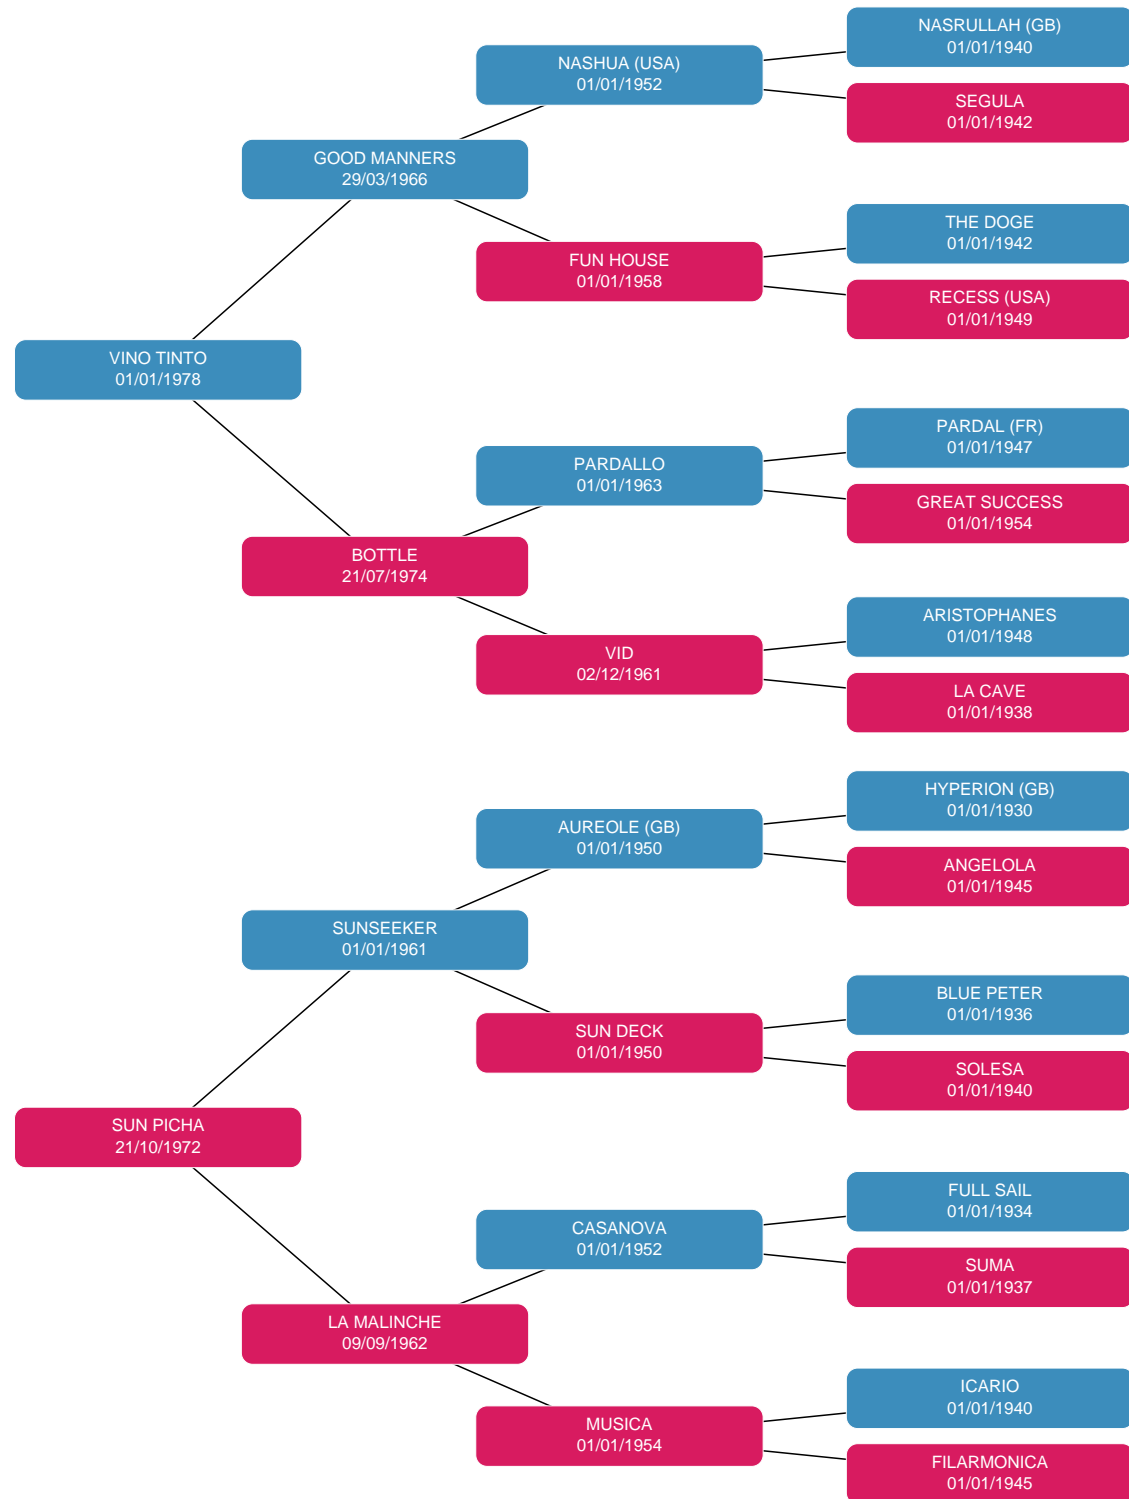 NASRULLAH (GB)
01/01/1940
NASHUA (USA)
01/01/1952
SEGULA
01/01/1942
GOOD MANNERS
29/03/1966
THE DOGE
01/01/1942
FUN HOUSE
01/01/1958
RECESS (USA)
01/01/1949
VINO TINTO
01/01/1978
PARDAL (FR)
01/01/1947
PARDALLO
01/01/1963
GREAT SUCCESS
01/01/1954
BOTTLE
21/07/1974
ARISTOPHANES
01/01/1948
VID
02/12/1961
LA CAVE
01/01/1938
HYPERION (GB)
01/01/1930
AUREOLE (GB)
01/01/1950
ANGELOLA
01/01/1945
SUNSEEKER
01/01/1961
BLUE PETER
01/01/1936
SUN DECK
01/01/1950
SOLESA
01/01/1940
SUN PICHA
21/10/1972
FULL SAIL
01/01/1934
CASANOVA
01/01/1952
SUMA
01/01/1937
LA MALINCHE
09/09/1962
ICARIO
01/01/1940
MUSICA
01/01/1954
FILARMONICA
01/01/1945